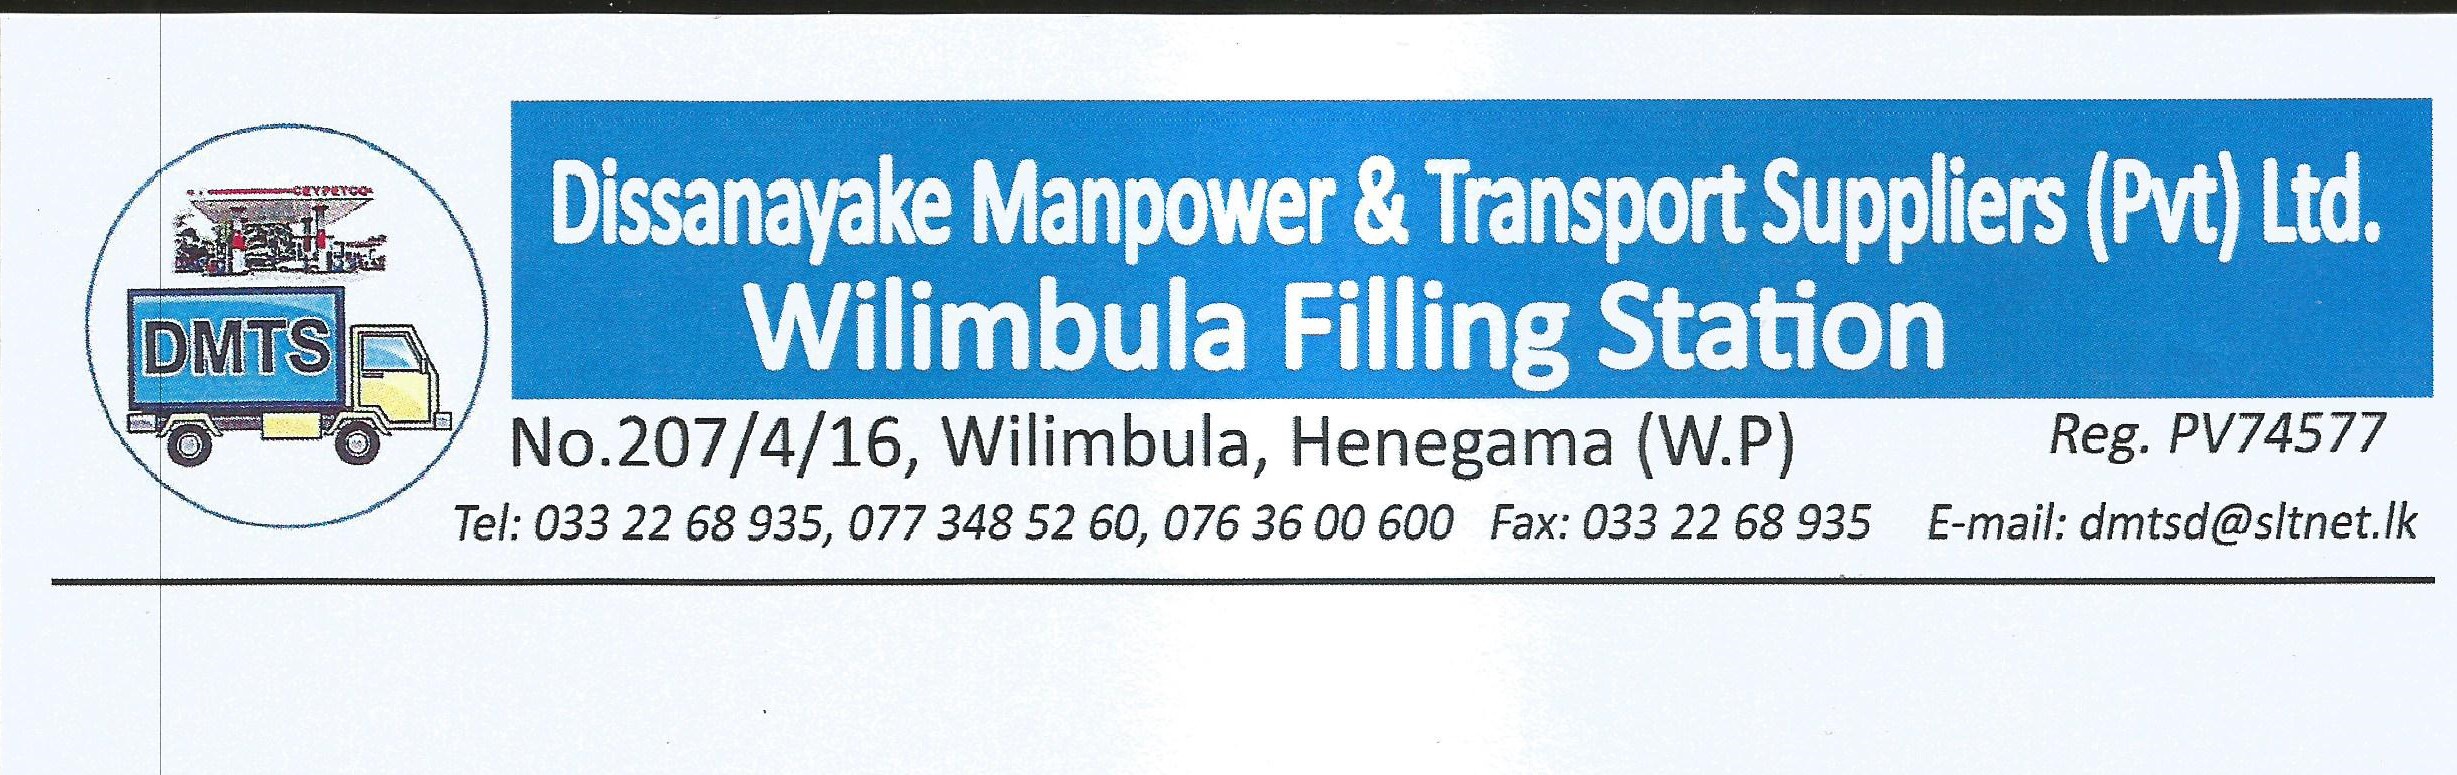 CEYPETCO
DMTS
Dissanayake Manpower & Transport Suppliers (Pvt) Ltd.
Wilimbula Filling Station
No.207/4/16, Wilimbula, Henegama (W.P)
Reg. PV74577
Tel: 033 22 68 935, 077 348 52 60, 076 36 00 600 Fax: 033 22 68 935 E-mail: dmtsd@sltnet.lk